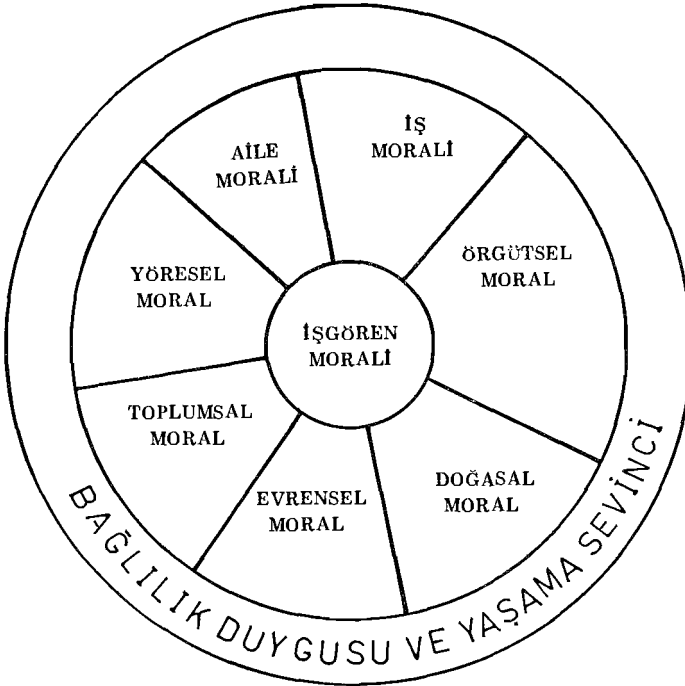 İŞ
MORALİ
AİLE
MORALİ
ÖRGÜTSEL
MORAL
YÖRESEL
MORAL
İŞGÖREN
MORALİ
TOPLUMSAL
MORAL
DOĞASAL
MORAL
EVRENSEL
MORAL
BAĞLILIK DUYGUSU VE YAŞAMA SEVİNCİ